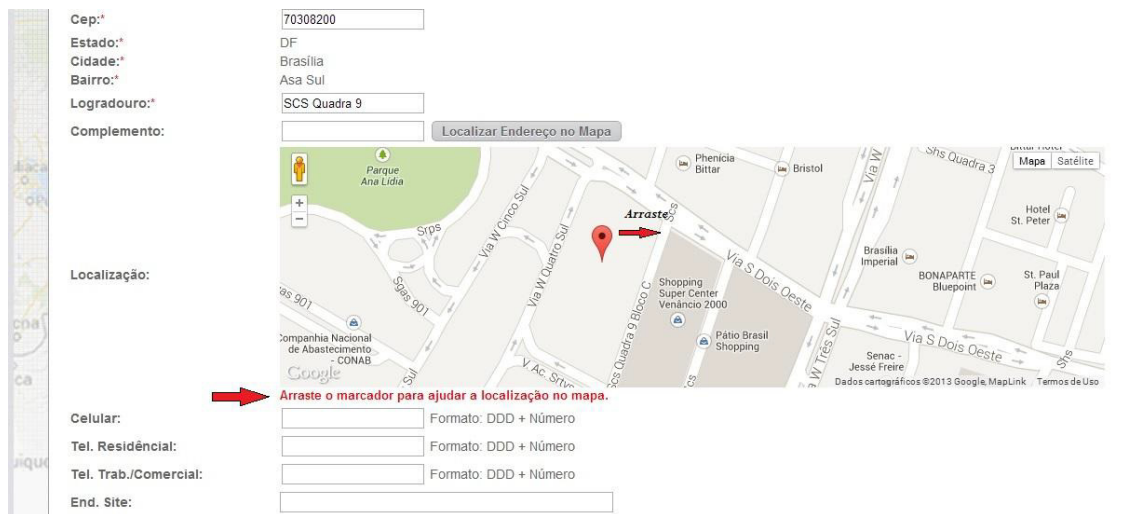 Cep:* 70308200
Estado:* DF
Cidade:* Brasília
Bairro:* Asa Sul
Logradouro:* SCS Quadra 9
Complemento: Localizar Endereço no Mapa
Parque
Ana Lidia
Srps
Via W Cinco Sul
Via W Quatro Sul
Sgas 901
Sgas 901
Companhia Nacional
de Abastecimento
- CONAB
Google
Arraste
Scs
Phenícia
Bittar
Bristol
Via W
Shs Quadra 3
Mapa Satélite
Hotel
St. Peter
Brasília
Imperial
BONAPARTE
Bluepoint
St. Paul
Plaza
Shopping
Super Center
Venâncio 2000
Pátio Brasil
Shopping
Scs Quadra 9 Bloco C
Via S Dois Oeste
Via S Dois Oeste
W Três Sul
Senac -
Jessé Freire
Shs
Dados cartográficos ©2013 Google, MapLink Termos de Uso
Localização:
Arraste o marcador para ajudar a localização no mapa.
Celular: Formato: DDD + Número
Tel. Residêncial: Formato: DDD + Número
Tel. Trab./Comercial: Formato: DDD + Número
End. Site: